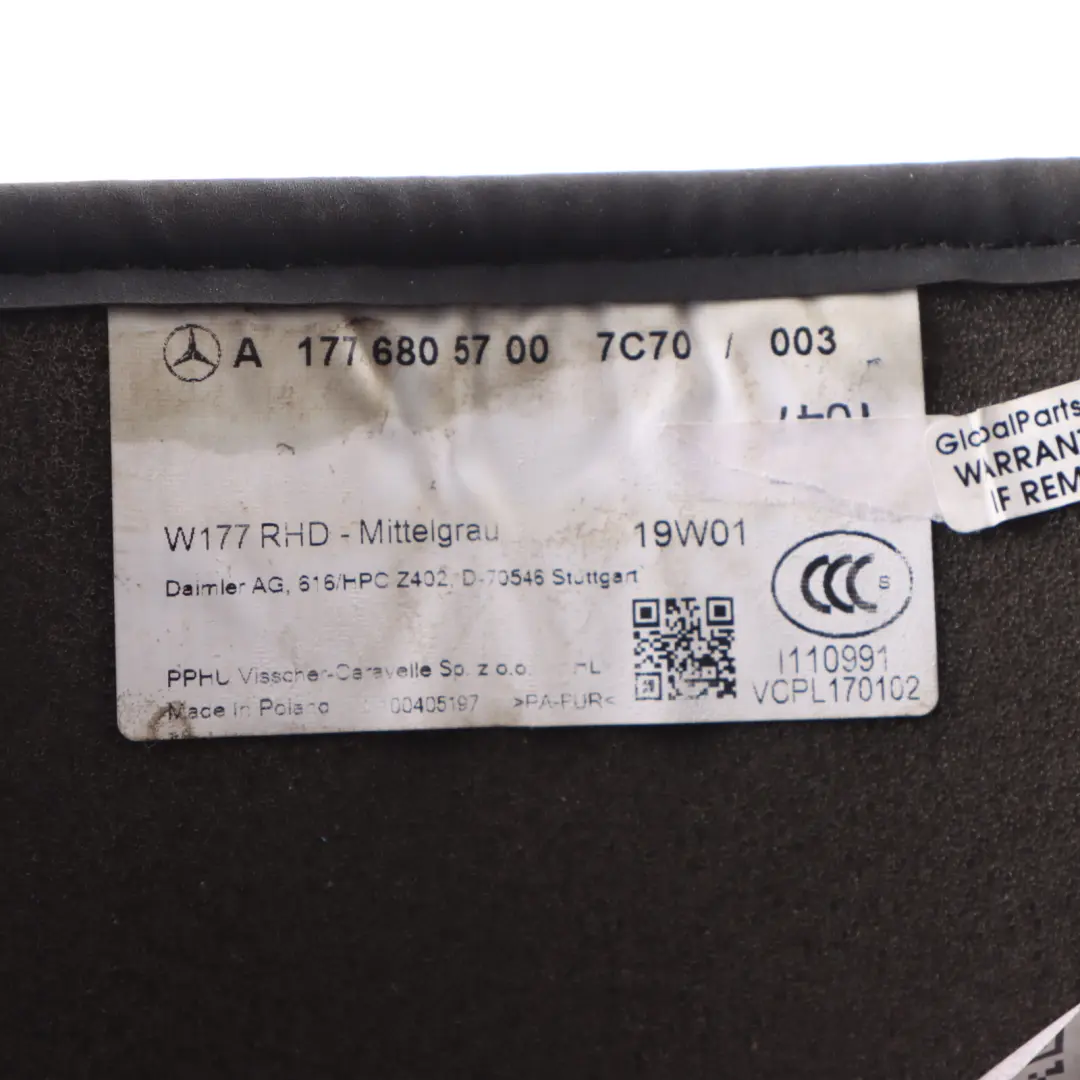 A 177 680 57 00 7C70 / 003
W177 RHD - Mittelgrau 19W01
Daimler AG, 616/HPC Z402, D-70546 Stuttgart
CCC S
PPHU Visscher-Caravelle Sp. z o.o.
I110991
Made in Poland 00405197 >PA-PUR<
VCPL170102
GlobalParts
WARRANT
IF REM